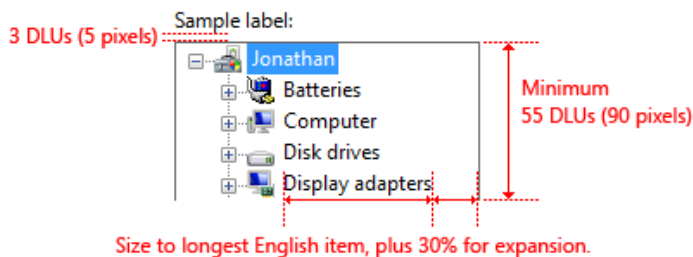 Sample label:
3 DLUs (5 pixels)
Jonathan
Batteries
Computer
Disk drives
Display adapters
Minimum
55 DLUs (90 pixels)
Size to longest English item, plus 30% for expansion.